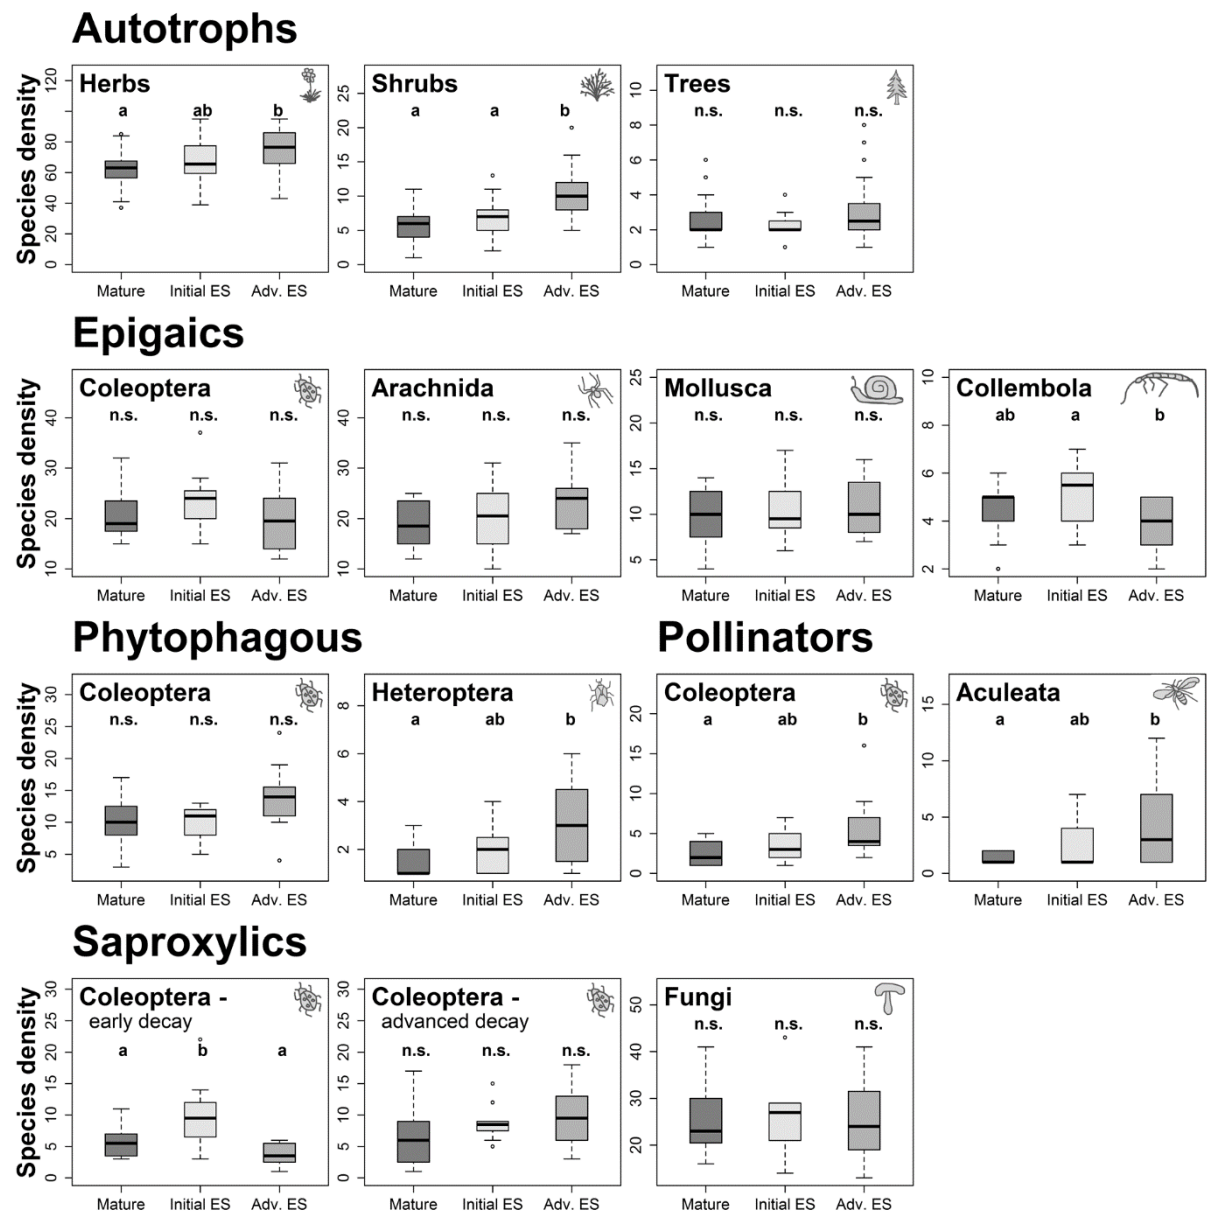 Autotrophs
Herbs
Shrubs
Trees
a ab b
a a b
n.s. n.s. n.s.
Species density
0 20 40 60 80 120
0 5 10 15 20 25
0 2 4 6 8 10
Mature Initial ES Adv. ES
Mature Initial ES Adv. ES
Mature Initial ES Adv. ES
Epigaics
Coleoptera
Arachnida
Mollusca
Collembola
n.s. n.s. n.s.
n.s. n.s. n.s.
n.s. n.s. n.s.
ab a b
Species density
10 20 30 40
10 20 30 40
5 10 15 20 25
2 4 6 8 10
Mature Initial ES Adv. ES
Mature Initial ES Adv. ES
Mature Initial ES Adv. ES
Mature Initial ES Adv. ES
Phytophagous
Pollinators
Coleoptera
Heteroptera
Coleoptera
Aculeata
n.s. n.s. n.s.
a ab b
a ab b
a ab b
Species density
5 10 15 20 25 30
2 4 6 8
0 5 10 15 20
0 5 10 15
Mature Initial ES Adv. ES
Mature Initial ES Adv. ES
Mature Initial ES Adv. ES
Mature Initial ES Adv. ES
Saproxylics
Coleoptera -
early decay
Coleoptera -
advanced decay
Fungi
a b a
n.s. n.s. n.s.
n.s. n.s. n.s.
Species density
0 5 10 15 20 25 30
0 5 10 15 20 25 30
20 30 40 50
Mature Initial ES Adv. ES
Mature Initial ES Adv. ES
Mature Initial ES Adv. ES